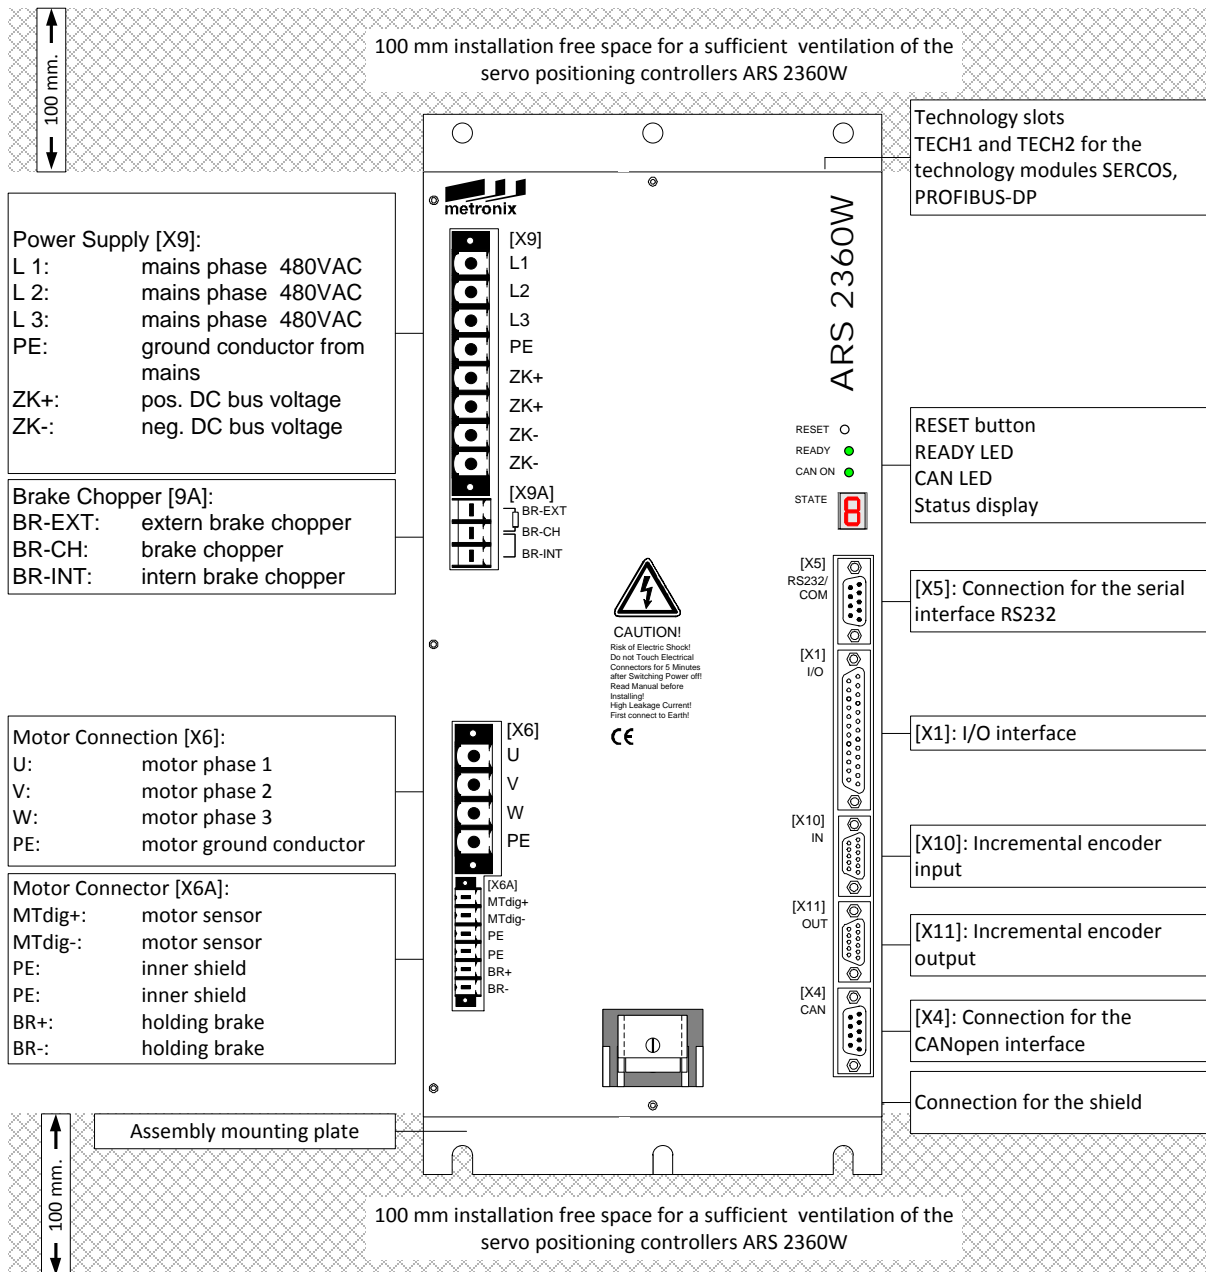 100 mm.
100 mm installation free space for a sufficient ventilation of the
servo positioning controllers ARS 2360W
Technology slots
TECH1 and TECH2 for the
technology modules SERCOS,
PROFIBUS-DP
Power Supply [X9]:
L 1: mains phase 480VAC
L 2: mains phase 480VAC
L 3: mains phase 480VAC
PE: ground conductor from
mains
ZK+: pos. DC bus voltage
ZK-: neg. DC bus voltage
Brake Chopper [9A]:
BR-EXT: extern brake chopper
BR-CH: brake chopper
BR-INT: intern brake chopper
Motor Connection [X6]:
U: motor phase 1
V: motor phase 2
W: motor phase 3
PE: motor ground conductor
Motor Connector [X6A]:
MTdig+: motor sensor
MTdig-: motor sensor
PE: inner shield
PE: inner shield
BR+: holding brake
BR-: holding brake
metronix
[X9]
L1
L2
L3
PE
ZK+
ZK+
ZK-
ZK-
[X9A]
BR-EXT
BR-CH
BR-INT
[X6]
U
V
W
PE
[X6A]
MTdig+
MTdig-
PE
PE
BR+
BR-
CAUTION!
Risk of Electric Shock!
Do not Touch Electrical
Connectors for 5 Minutes
after Switching Power off!
Read Manual before
Installing!
High Leakage Current!
First connect to Earth!
CE
ARS 2360W
RESET
READY
CAN ON
STATE
8
[X5]
RS232/
COM
[X1]
I/O
[X10]
IN
[X11]
OUT
[X4]
CAN
RESET button
READY LED
CAN LED
Status display
[X5]: Connection for the serial
interface RS232
[X1]: I/O interface
[X10]: Incremental encoder
input
[X11]: Incremental encoder
output
[X4]: Connection for the
CANopen interface
Connection for the shield
Assembly mounting plate
100 mm.
100 mm installation free space for a sufficient ventilation of the
servo positioning controllers ARS 2360W